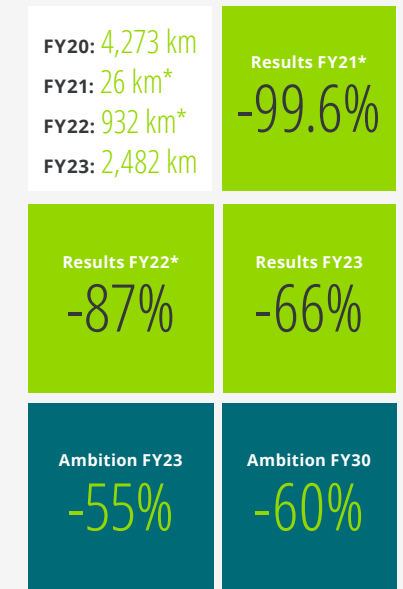 FY20: 4,273 km
FY21: 26 km*
FY22: 932 km*
FY23: 2,482 km
Results FY21*
-99.6%
Results FY22*
-87%
Results FY23
-66%
Ambition FY23
-55%
Ambition FY30
-60%